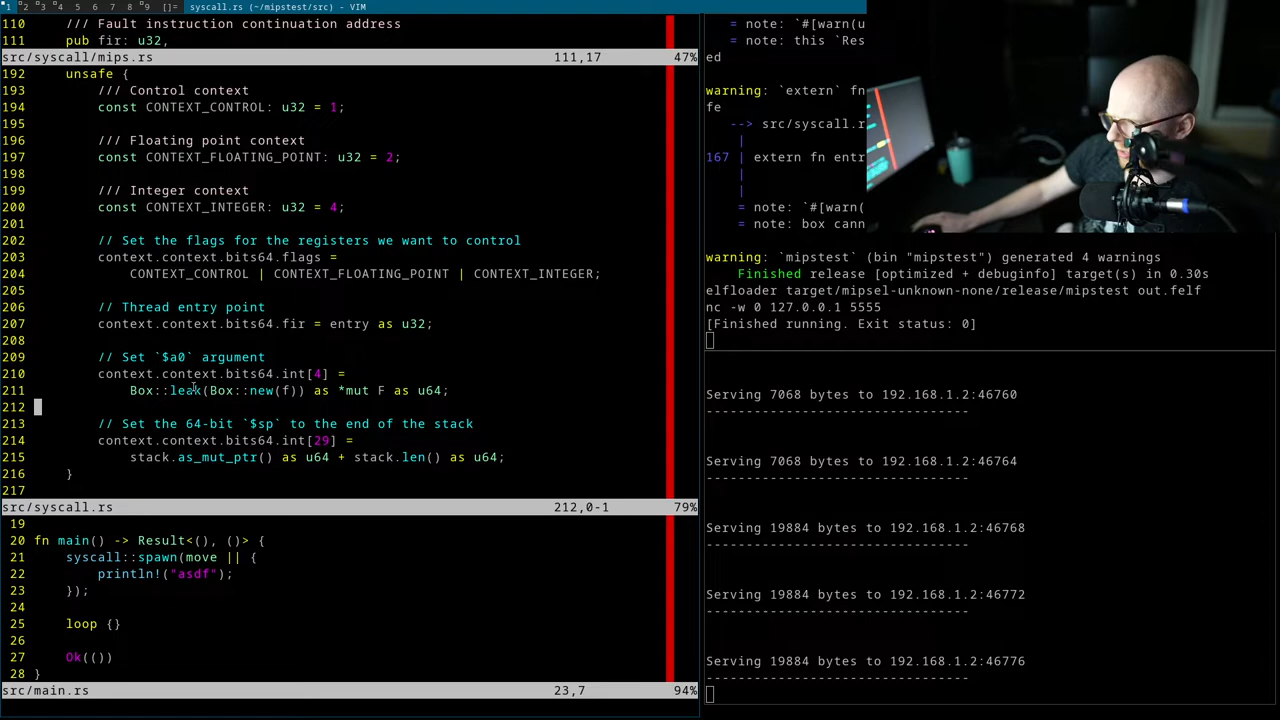 1 2 3 4 5 6 7 8 9 []= syscall.rs (~/mipstest/src) - VIM
110 /// Fault instruction continuation address
111 pub fir: u32,
src/syscall/mips.rs 111,17 47%
192 unsafe {
193 /// Control context
194 const CONTEXT_CONTROL: u32 = 1;
195
196 /// Floating point context
197 const CONTEXT_FLOATING_POINT: u32 = 2;
198
199 /// Integer context
200 const CONTEXT_INTEGER: u32 = 4;
201
202 // Set the flags for the registers we want to control
203 context.context.bits64.flags =
204 CONTEXT_CONTROL | CONTEXT_FLOATING_POINT | CONTEXT_INTEGER;
205
206 // Thread entry point
207 context.context.bits64.fir = entry as u32;
208
209 // Set `$a0` argument
210 context.context.bits64.int[4] =
211 Box::leak(Box::new(f)) as *mut F as u64;
212
213 // Set the 64-bit `$sp` to the end of the stack
214 context.context.bits64.int[29] =
215 stack.as_mut_ptr() as u64 + stack.len() as u64;
216 }
217
src/syscall.rs 212,0-1 79%
19
20 fn main() -> Result<(), ()> {
21 syscall::spawn(move || {
22 println!("asdf");
23 });
24
25 loop {}
26
27 Ok(())
28 }
src/main.rs 23,7 94%
= note: `#[warn(u
= note: this `Res
ed
warning: `extern` fn
fe
--> src/syscall.r
|
167 | extern fn entr
|
|
= note: `#[warn(
= note: box cann
warning: `mipstest` (bin "mipstest") generated 4 warnings
Finished release [optimized + debuginfo] target(s) in 0.30s
elfloader target/mipsel-unknown-none/release/mipstest out.felf
nc -w 0 127.0.0.1 5555
[Finished running. Exit status: 0]
Serving 7068 bytes to 192.168.1.2:46760
---------------------------------
Serving 7068 bytes to 192.168.1.2:46764
---------------------------------
Serving 19884 bytes to 192.168.1.2:46768
---------------------------------
Serving 19884 bytes to 192.168.1.2:46772
---------------------------------
Serving 19884 bytes to 192.168.1.2:46776
---------------------------------